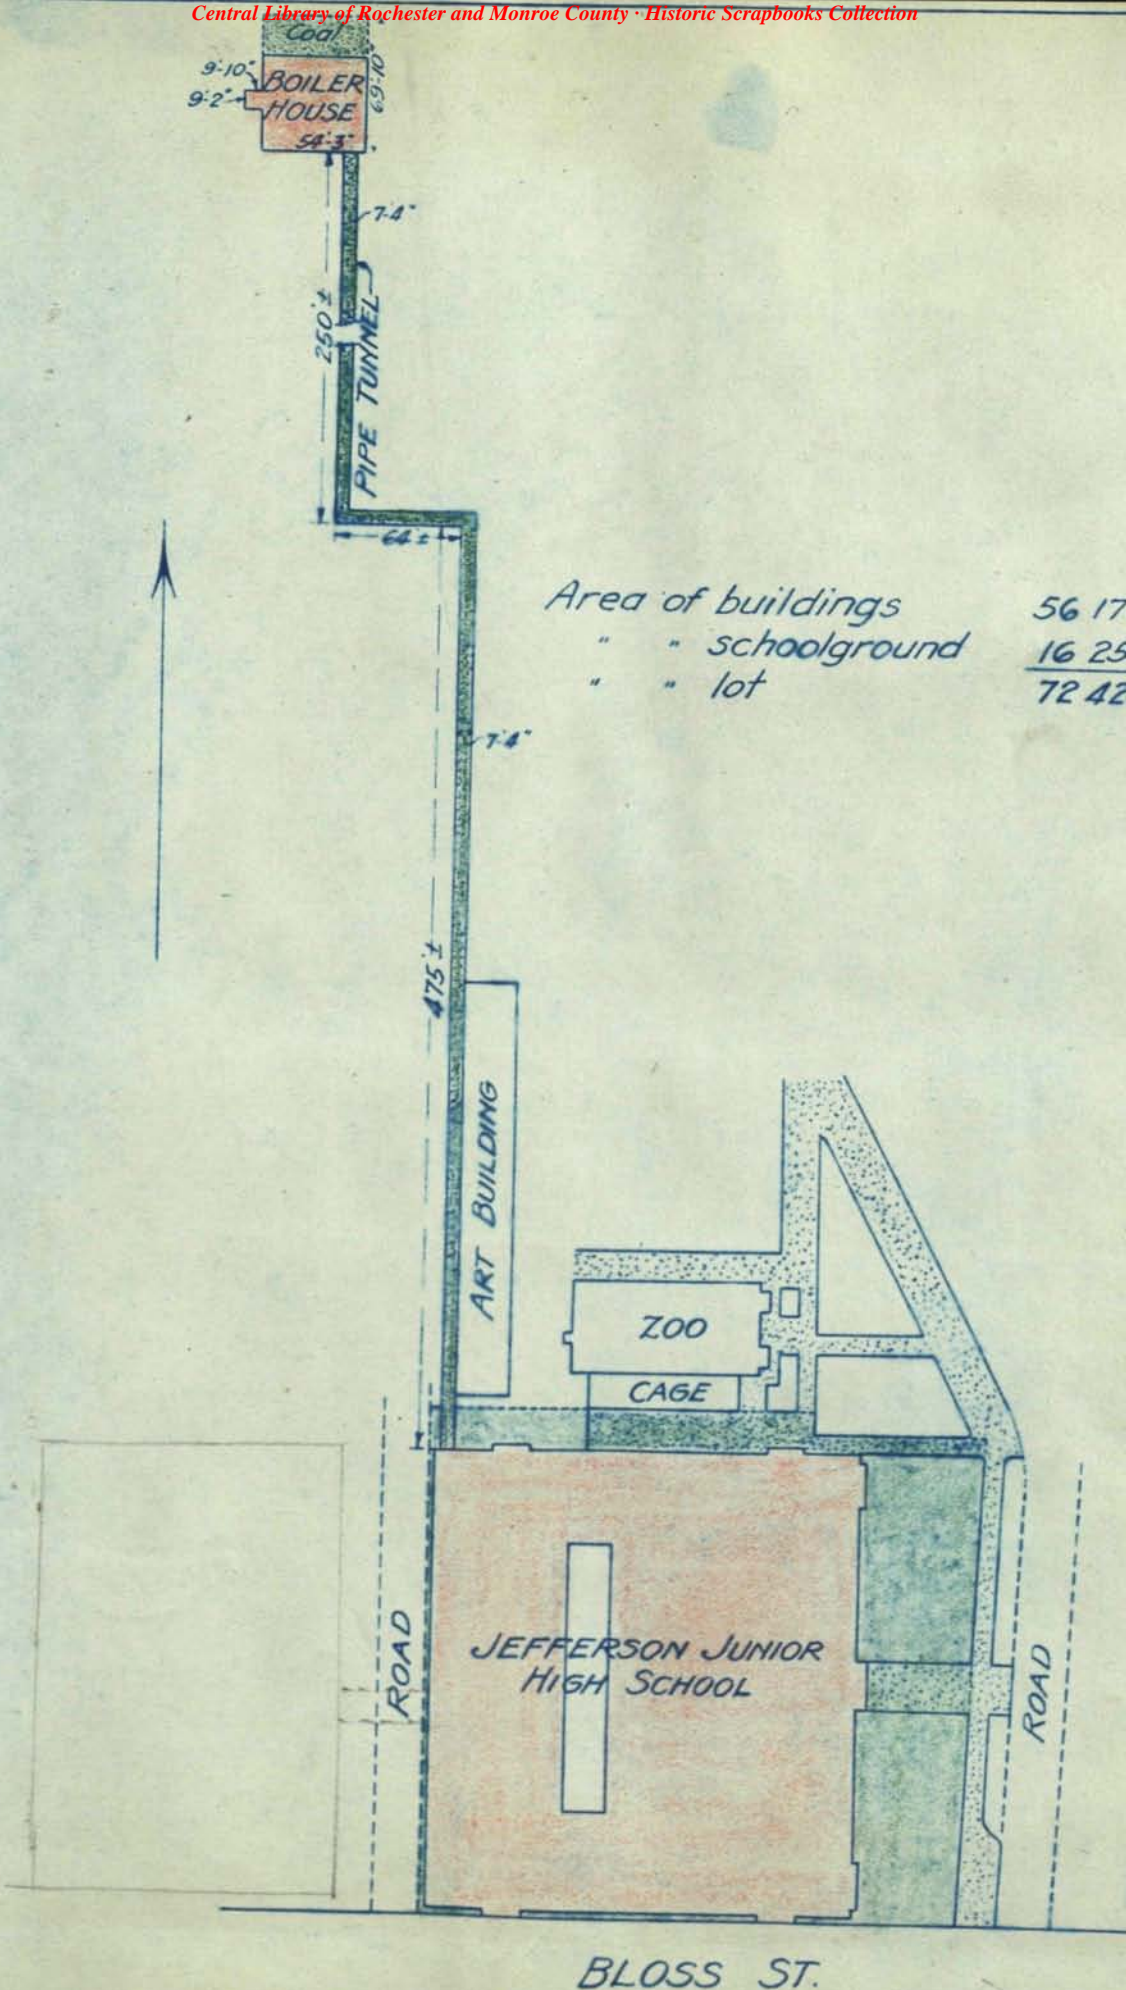 Central Library of Rochester and Monroe County · Historic Scrapbooks Collection
Coal
9'-10"
9'-2"
BOILER
HOUSE
54'-3"
69'-10"
7'4"
250'±
PIPE TUNNEL
64'±
Area of buildings 56 17
" " schoolground 16 25
" " lot 72 42
7'4"
475'±
ART BUILDING
ZOO
CAGE
ROAD
JEFFERSON JUNIOR
HIGH SCHOOL
ROAD
BLOSS ST.